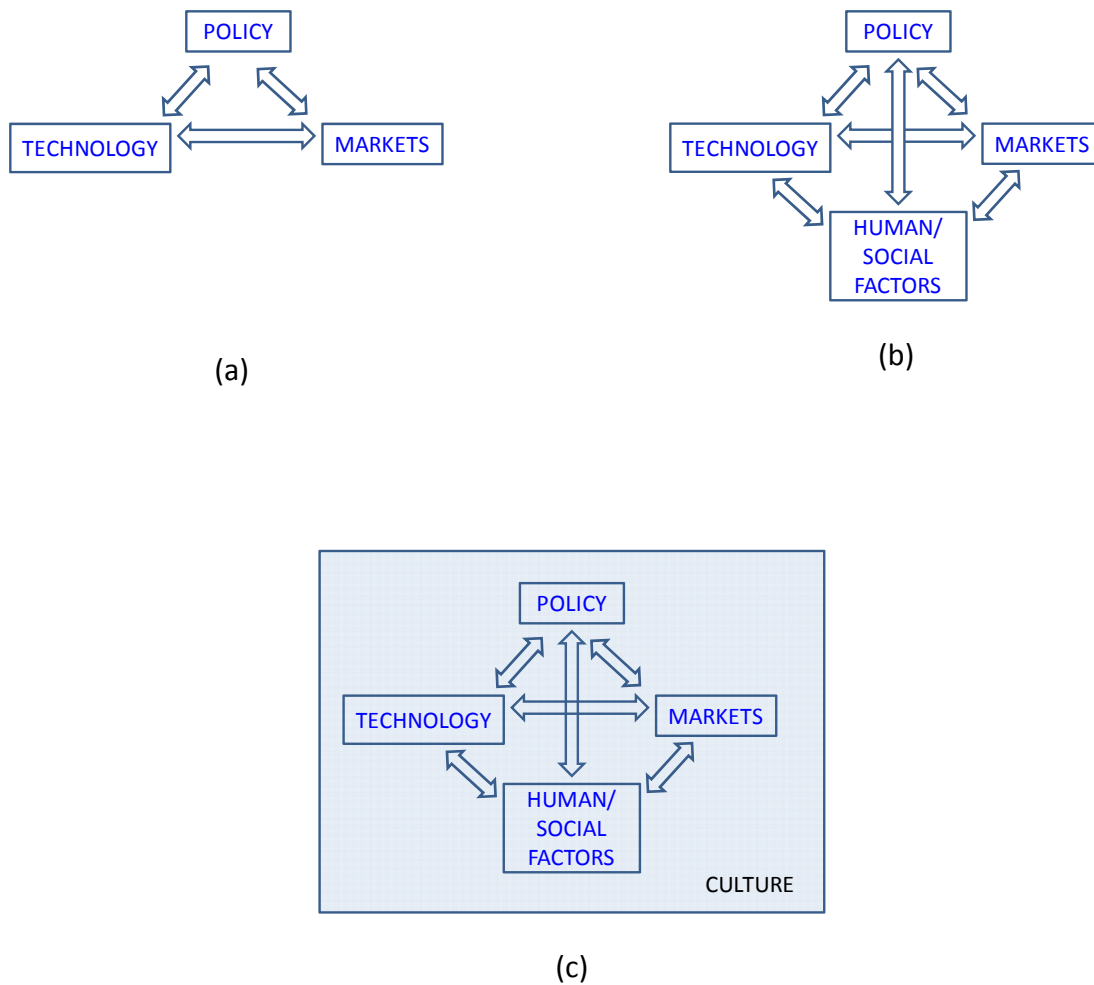 POLICY
TECHNOLOGY
MARKETS
(a)
POLICY
TECHNOLOGY
MARKETS
HUMAN/
SOCIAL
FACTORS
(b)
POLICY
TECHNOLOGY
MARKETS
HUMAN/
SOCIAL
FACTORS
CULTURE
(c)